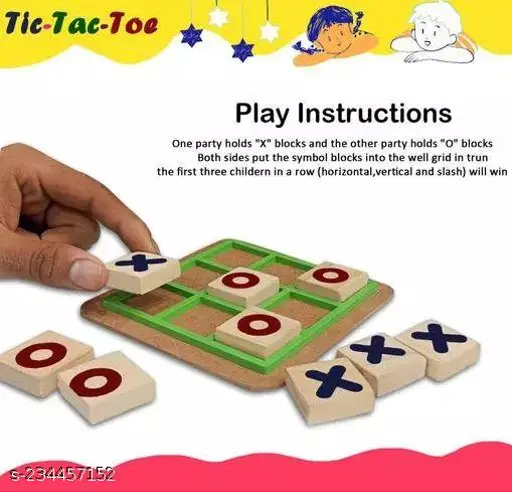 Tic-Tac-Toe
Play Instructions
One party holds "X" blocks and the other party holds "O" blocks
Both sides put the symbol blocks into the well grid in trun
the first three childern in a row (horizontal,vertical and slash) will win
s-234457152